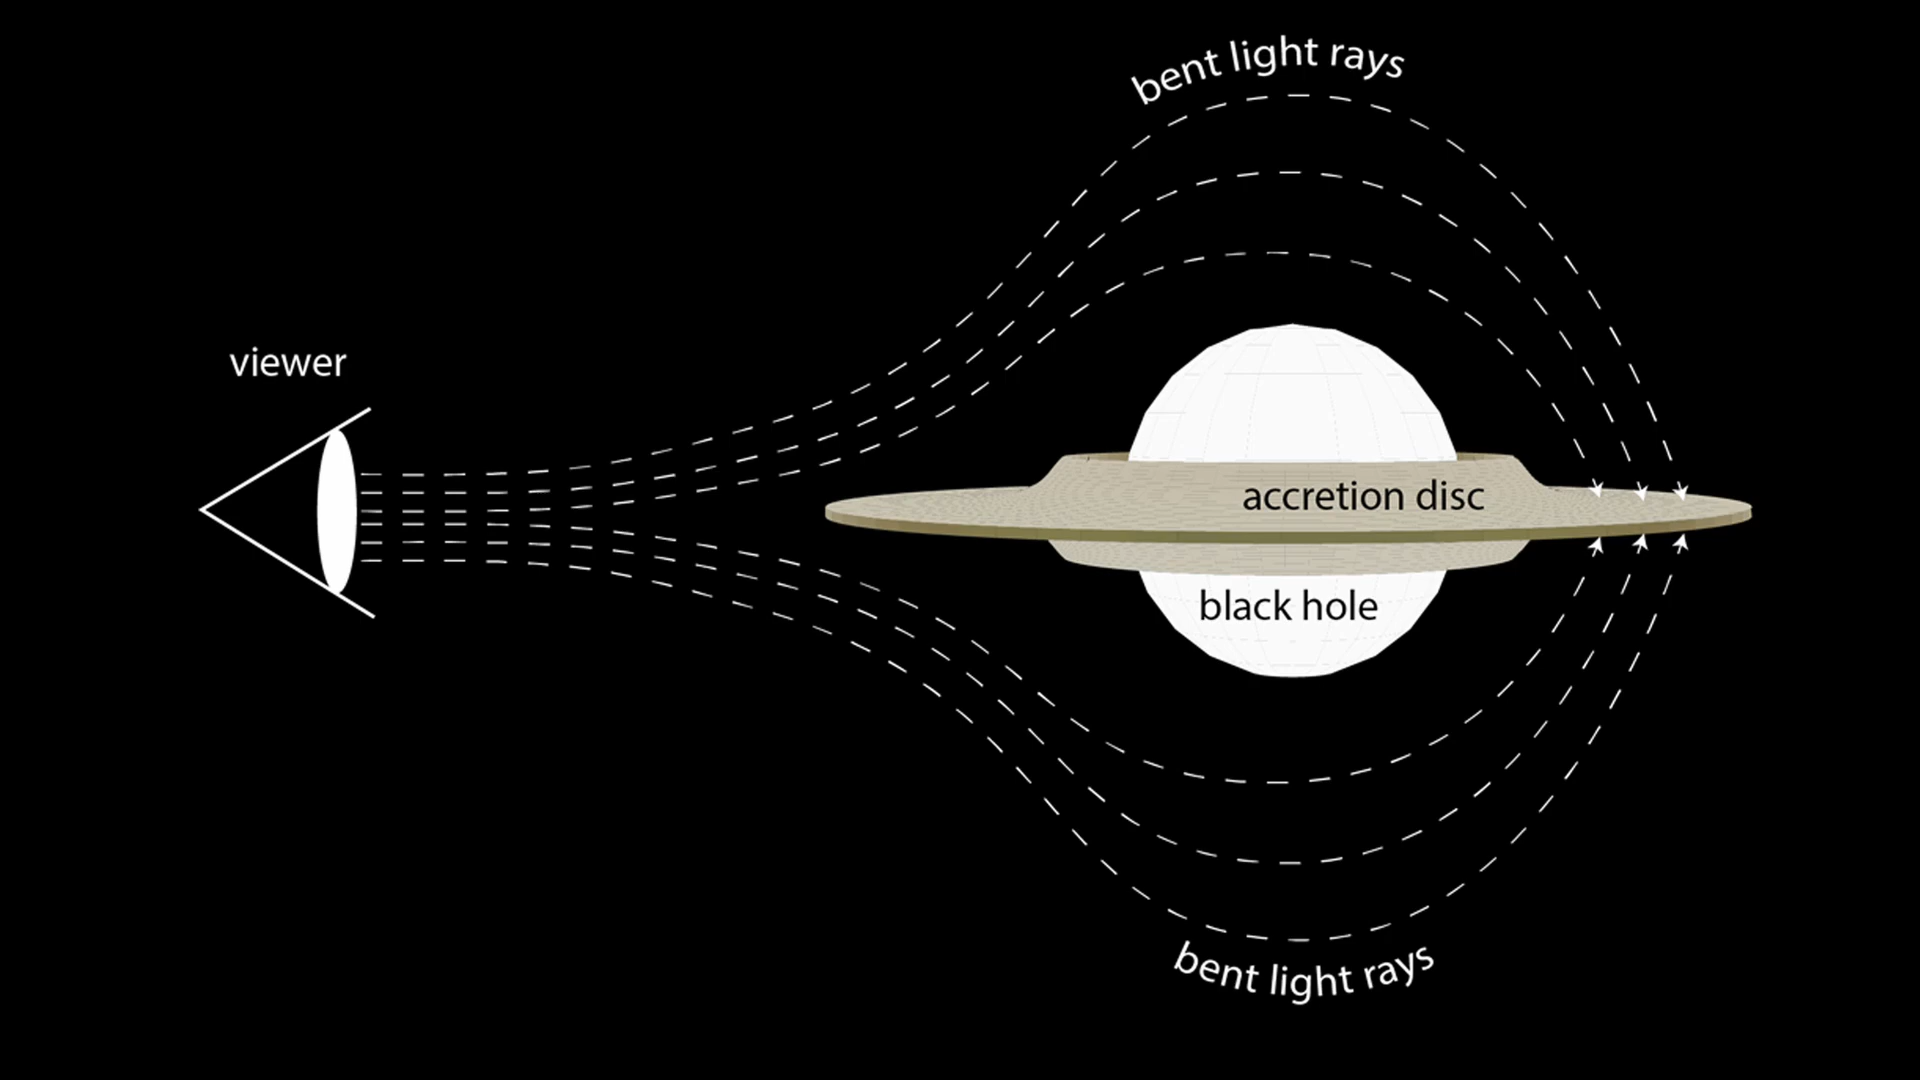 bent light rays
viewer
accretion disc
black hole
bent light rays